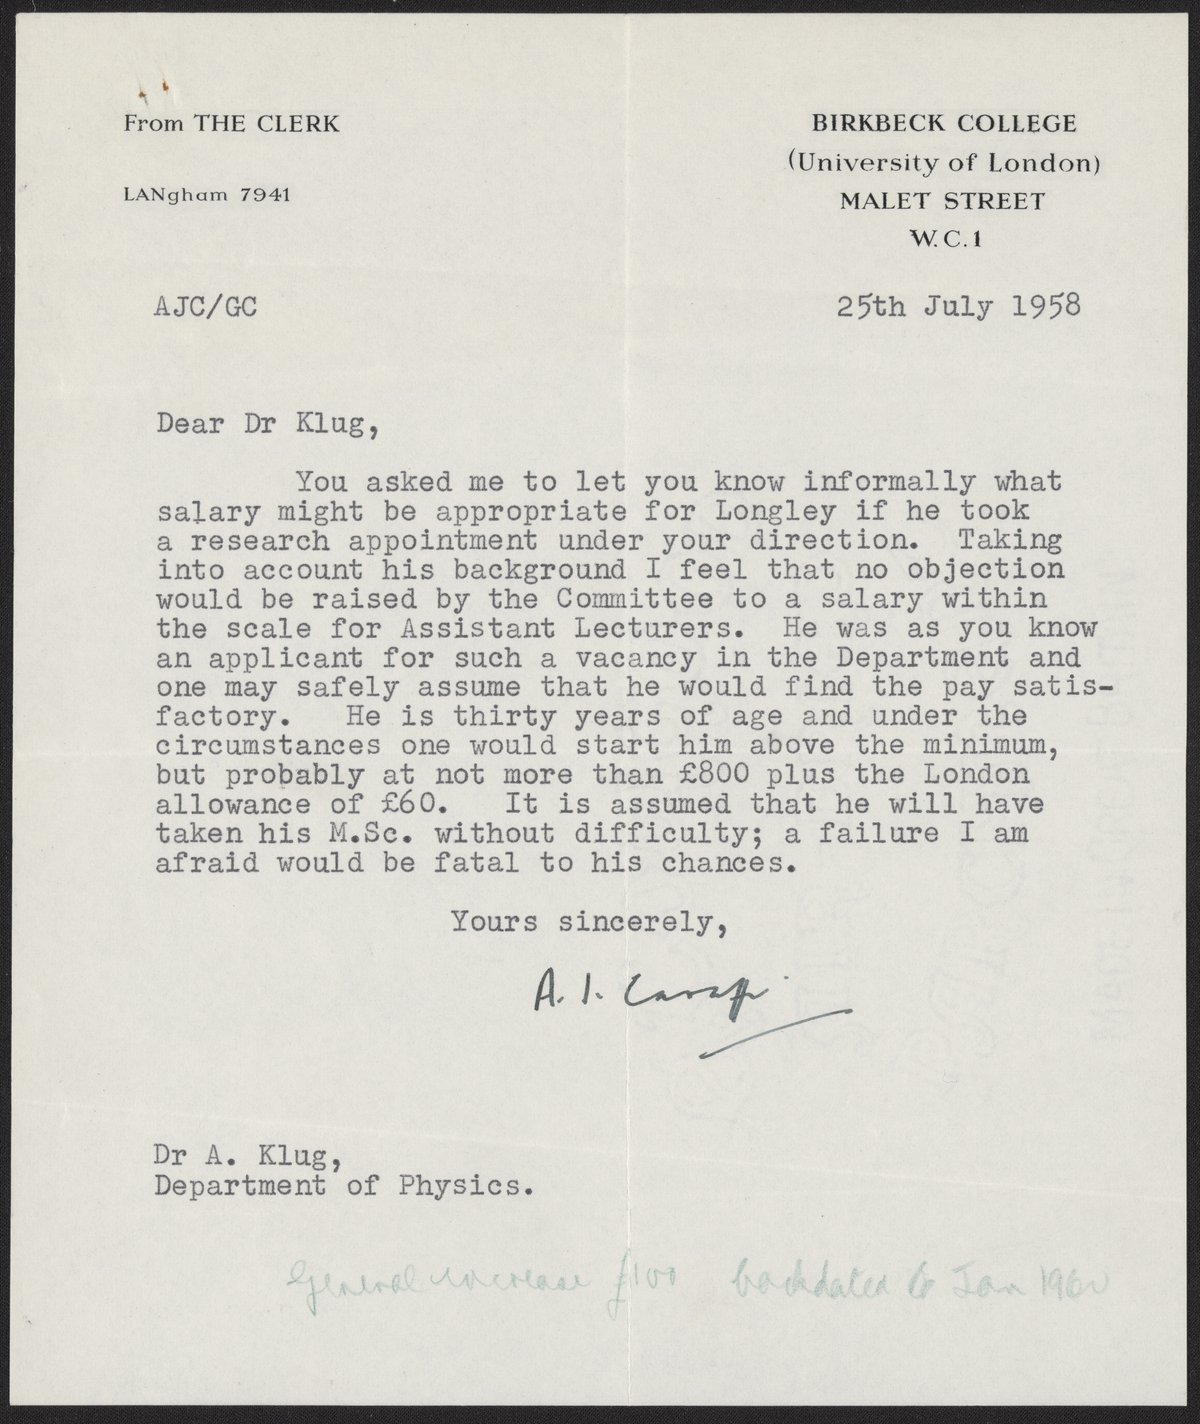 From THE CLERK
LANgham 7941
BIRKBECK COLLEGE
(University of London)
MALET STREET
W.C.1
AJC/GC
25th July 1958
Dear Dr Klug,
You asked me to let you know informally what
salary might be appropriate for Longley if he took
a research appointment under your direction. Taking
into account his background I feel that no objection
would be raised by the Committee to a salary within
the scale for Assistant Lecturers. He was as you know
an applicant for such a vacancy in the Department and
one may safely assume that he would find the pay satis-
factory. He is thirty years of age and under the
circumstances one would start him above the minimum,
but probably at not more than £800 plus the London
allowance of £60. It is assumed that he will have
taken his M.Sc. without difficulty; a failure I am
afraid would be fatal to his chances.
Yours sincerely,
Dr A. Klug,
Department of Physics.
General increase £100 backdated to Jan 1960